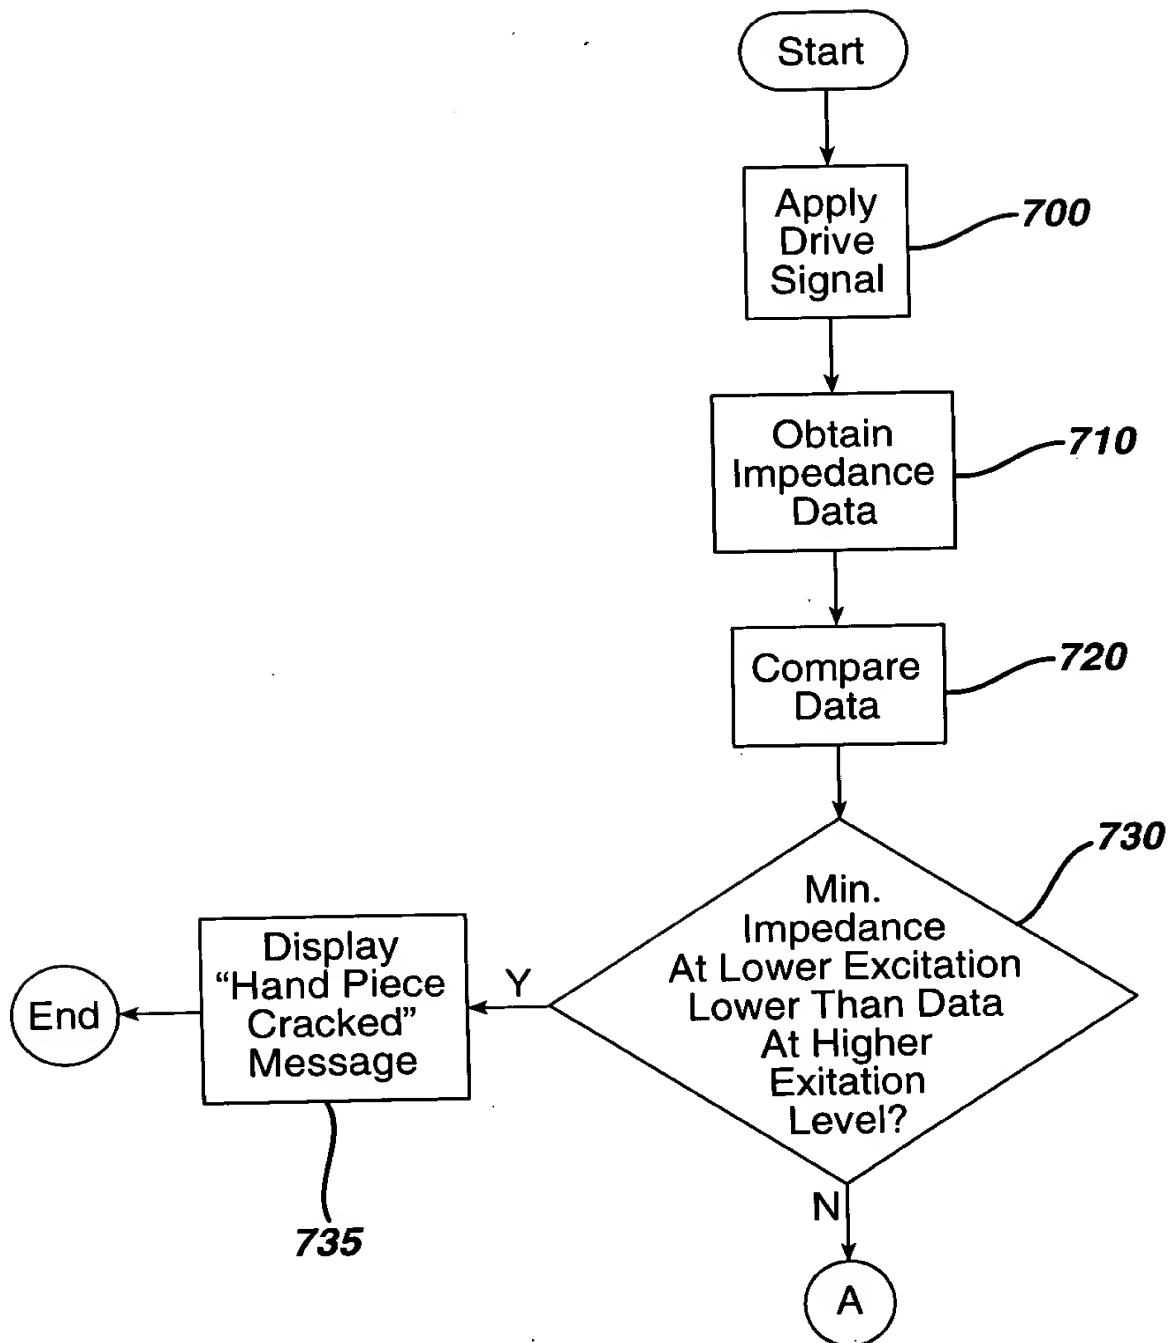 Start
Apply
Drive
Signal
700
Obtain
Impedance
Data
710
Compare
Data
720
730
Min.
Impedance
At Lower Excitation
Lower Than Data
At Higher
Exitation
Level?
Y
Display
“Hand Piece
Cracked”
Message
End
735
N
A